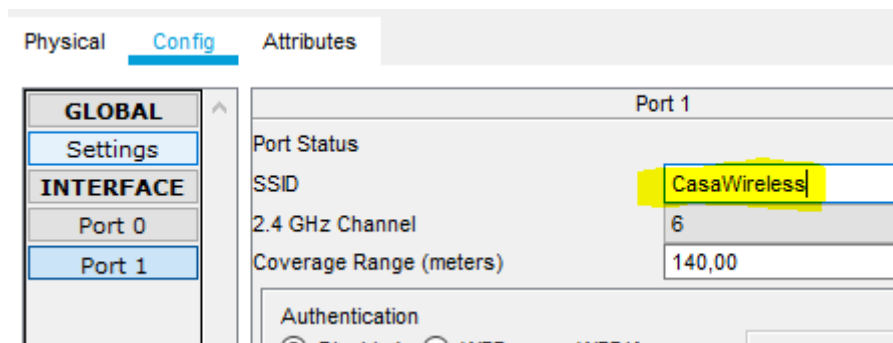 Physical Config Attributes
GLOBAL
Settings
INTERFACE
Port 0
Port 1
Port 1
Port Status
SSID CasaWireless
2.4 GHz Channel 6
Coverage Range (meters) 140,00
Authentication